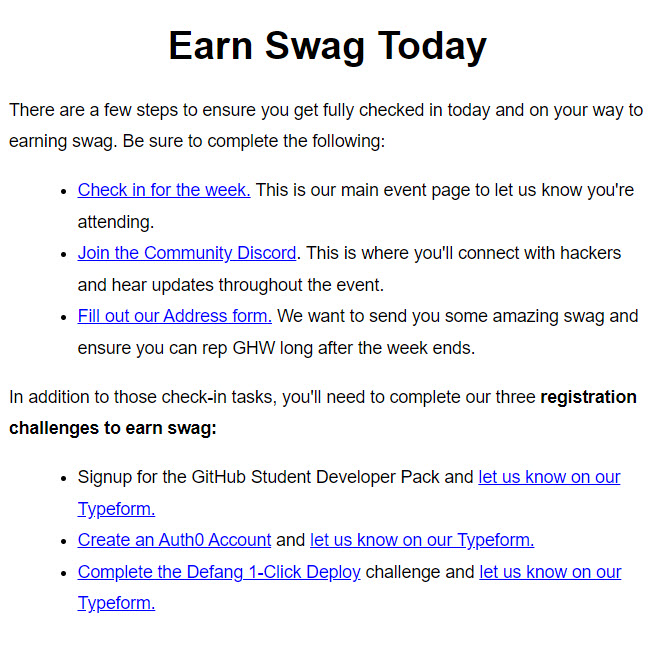 Earn Swag Today
There are a few steps to ensure you get fully checked in today and on your way to
earning swag. Be sure to complete the following:
• Check in for the week. This is our main event page to let us know you're
attending.
• Join the Community Discord. This is where you'll connect with hackers
and hear updates throughout the event.
• Fill out our Address form. We want to send you some amazing swag and
ensure you can rep GHW long after the week ends.
In addition to those check-in tasks, you'll need to complete our three registration
challenges to earn swag:
• Signup for the GitHub Student Developer Pack and let us know on our
Typeform.
• Create an Auth0 Account and let us know on our Typeform.
• Complete the Defang 1-Click Deploy challenge and let us know on our
Typeform.